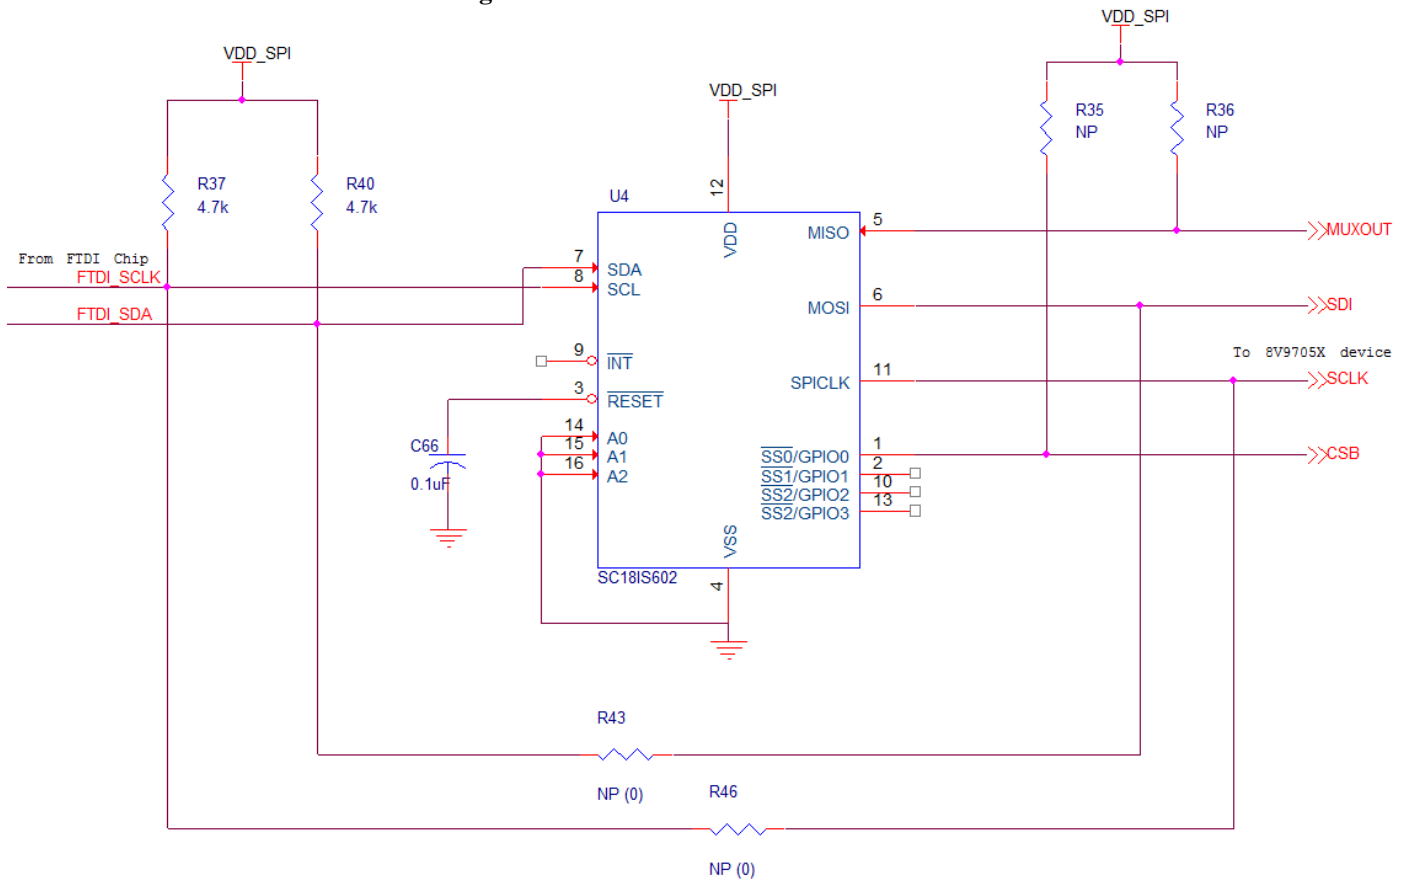 VDD_SPI
VDD_SPI
VDD_SPI
R35
NP
R36
NP
R37
4.7k
R40
4.7k
U4
12
VDD
5
MISO
MUXOUT
From FTDI Chip
FTDI_SCLK
7
SDA
8
SCL
6
MOSI
SDI
FTDI_SDA
To 8V9705X device
9
INT
11
SPICLK
SCLK
3
RESET
14
A0
15
A1
16
A2
C66
0.1uF
1
SS0/GPIO0
CSB
2
SS1/GPIO1
10
SS2/GPIO2
13
SS2/GPIO3
VSS
4
SC18IS602
R43
NP (0)
R46
NP (0)